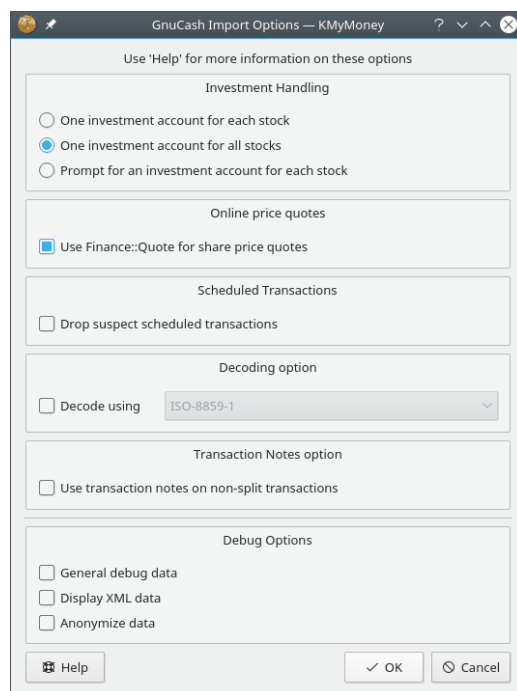 GnuCash Import Options — KMyMoney
Use 'Help' for more information on these options
Investment Handling
One investment account for each stock
One investment account for all stocks
Prompt for an investment account for each stock
Online price quotes
Use Finance::Quote for share price quotes
Scheduled Transactions
Drop suspect scheduled transactions
Decoding option
Decode using ISO-8859-1
Transaction Notes option
Use transaction notes on non-split transactions
Debug Options
General debug data
Display XML data
Anonymize data
Help OK Cancel